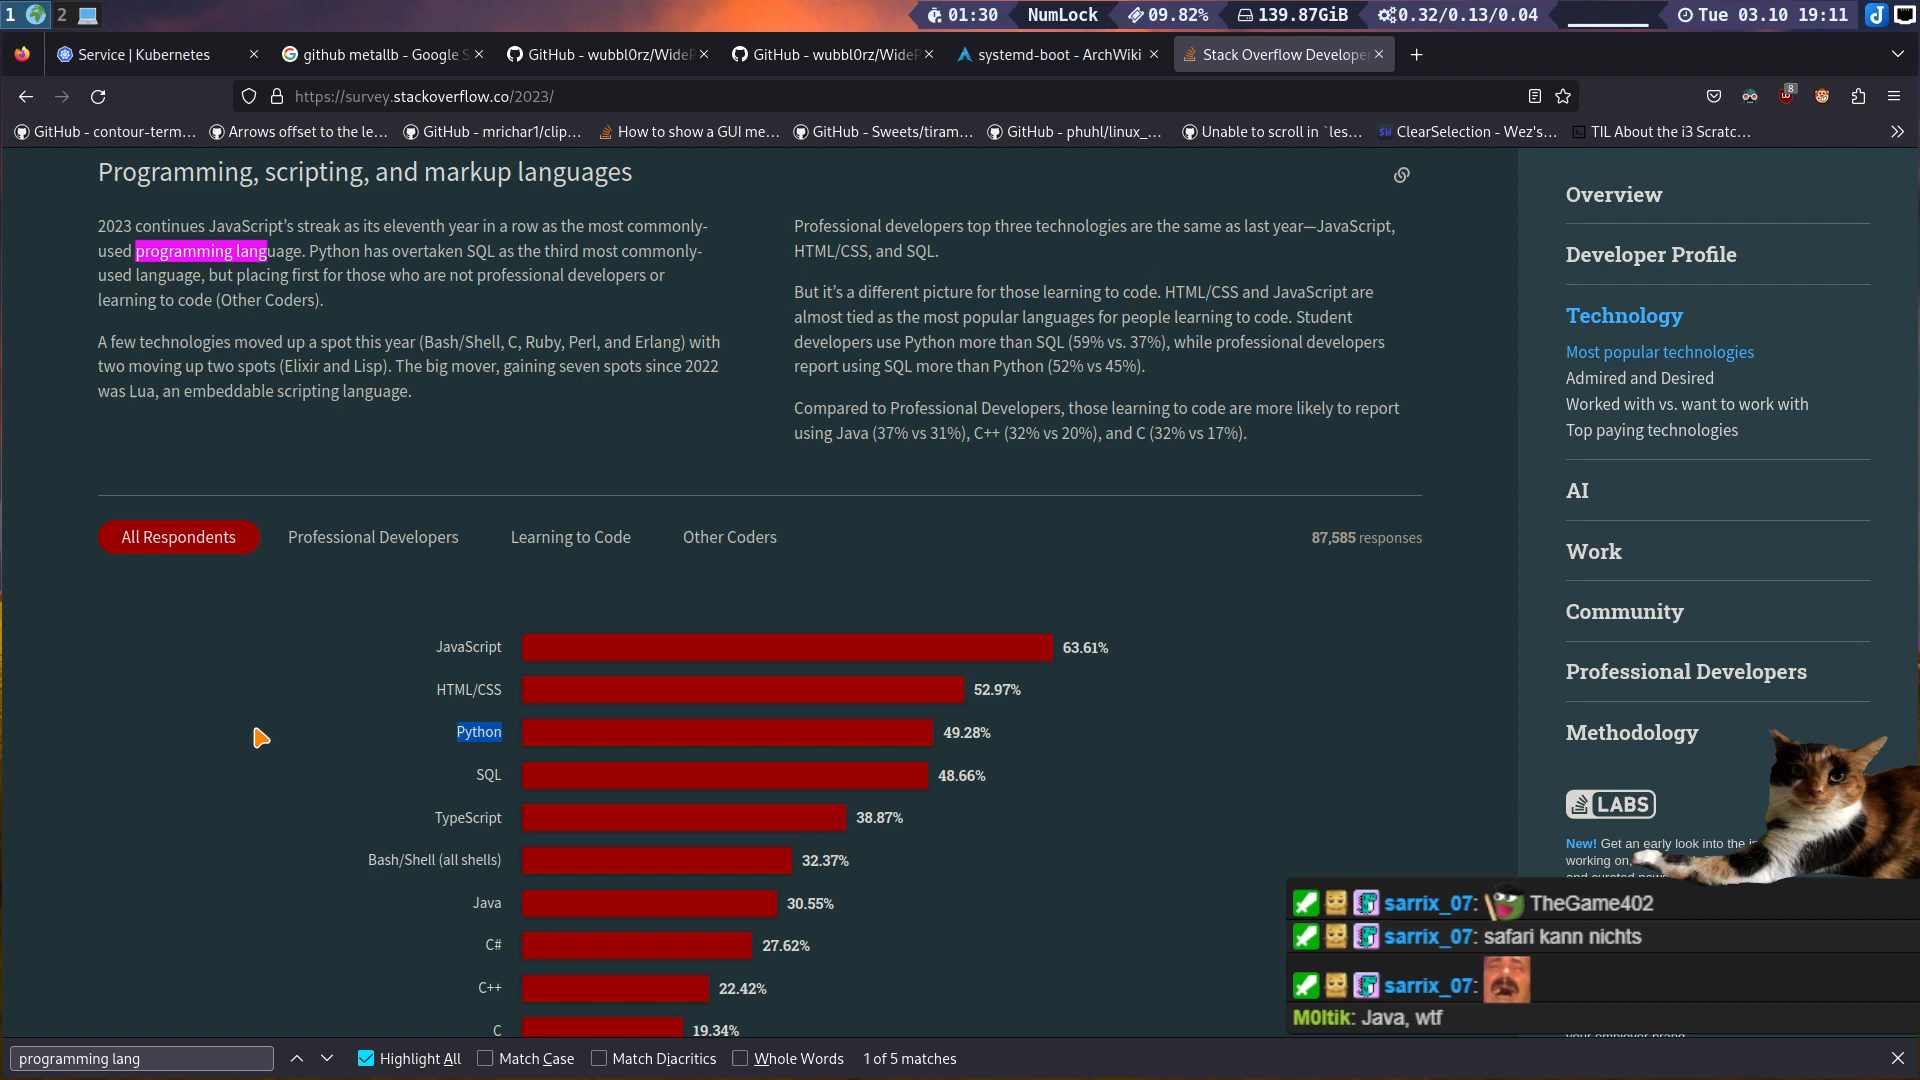 1 2 01:30 NumLock 09.82% 139.87GiB 0.32/0.13/0.04 Tue 03.10 19:11
Service | Kubernetes
github metallb - Google S
GitHub - wubbl0rz/WideP
GitHub - wubbl0rz/WideP
systemd-boot - ArchWiki
Stack Overflow Develope
https://survey.stackoverflow.co/2023/
8
GitHub - contour-term...
Arrows offset to the le...
GitHub - mrichar1/clip...
How to show a GUI me...
GitHub - Sweets/tiram...
GitHub - phuhl/linux_...
Unable to scroll in `les...
ClearSelection - Wez's...
TIL About the i3 Scratc...
Programming, scripting, and markup languages
2023 continues JavaScript’s streak as its eleventh year in a row as the most commonly-
used programming language. Python has overtaken SQL as the third most commonly-
used language, but placing first for those who are not professional developers or
learning to code (Other Coders).
A few technologies moved up a spot this year (Bash/Shell, C, Ruby, Perl, and Erlang) with
two moving up two spots (Elixir and Lisp). The big mover, gaining seven spots since 2022
was Lua, an embeddable scripting language.
Professional developers top three technologies are the same as last year—JavaScript,
HTML/CSS, and SQL.
But it’s a different picture for those learning to code. HTML/CSS and JavaScript are
almost tied as the most popular languages for people learning to code. Student
developers use Python more than SQL (59% vs. 37%), while professional developers
report using SQL more than Python (52% vs 45%).
Compared to Professional Developers, those learning to code are more likely to report
using Java (37% vs 31%), C++ (32% vs 20%), and C (32% vs 17%).
All Respondents
Professional Developers
Learning to Code
Other Coders
87,585 responses
JavaScript 63.61%
HTML/CSS 52.97%
Python 49.28%
SQL 48.66%
TypeScript 38.87%
Bash/Shell (all shells) 32.37%
Java 30.55%
C# 27.62%
C++ 22.42%
C 19.34%
Overview
Developer Profile
Technology
Most popular technologies
Admired and Desired
Worked with vs. want to work with
Top paying technologies
AI
Work
Community
Professional Developers
Methodology
LABS
New! Get an early look into the
working on,
sarrix_07: TheGame402
sarrix_07: safari kann nichts
sarrix_07:
M0ltik: Java, wtf
programming lang
Highlight All
Match Case
Match Diacritics
Whole Words
1 of 5 matches